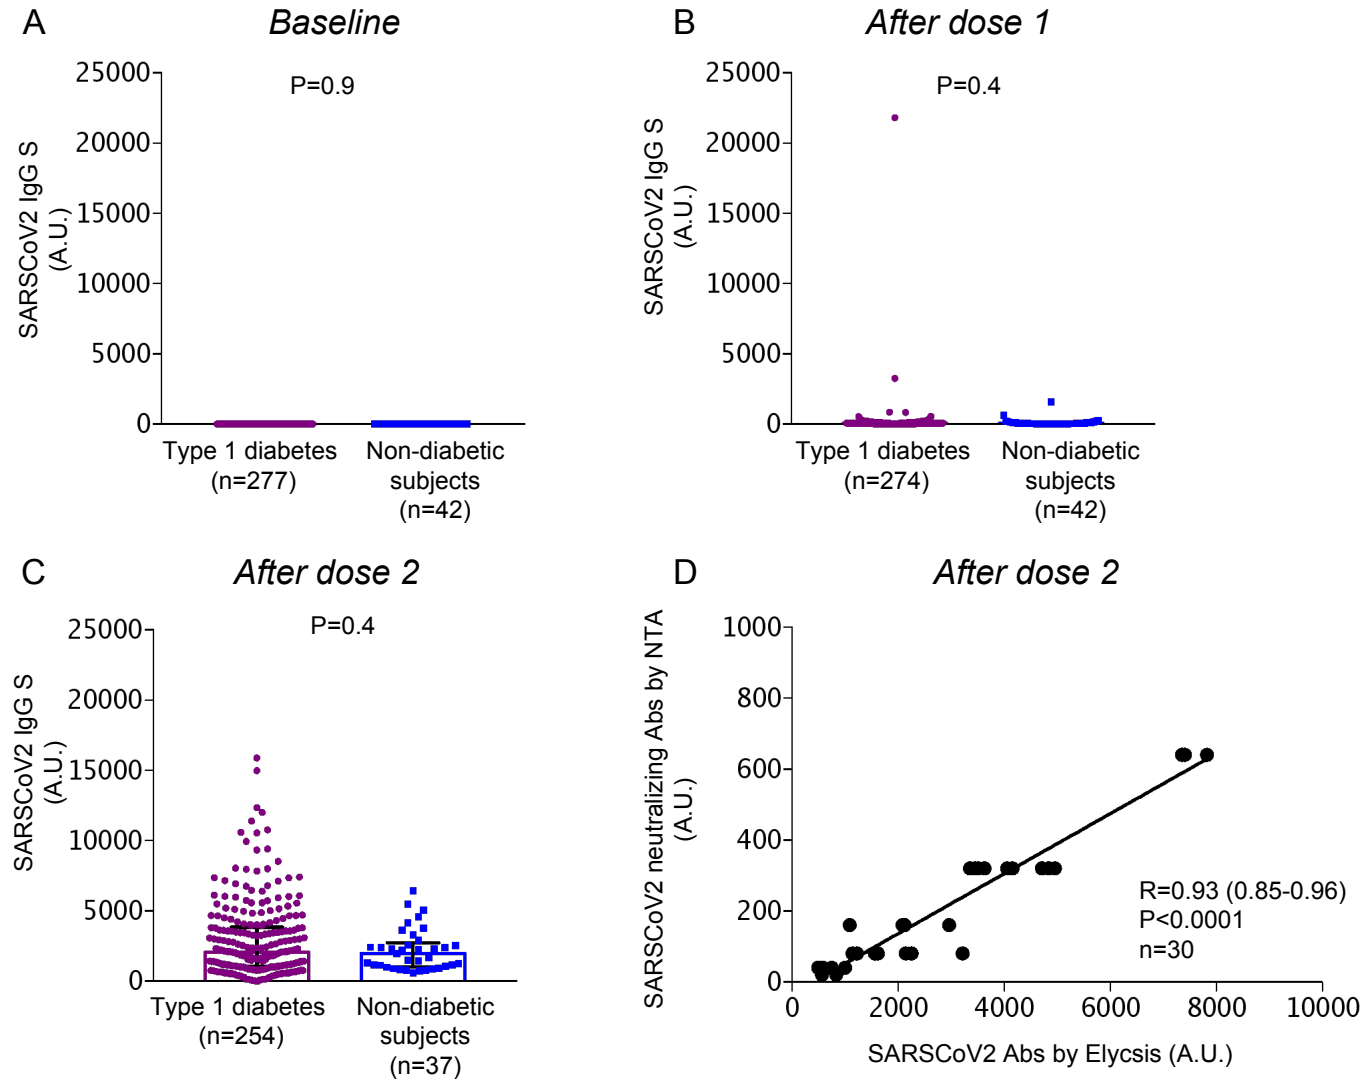 A
Baseline
P=0.9
25000
20000
15000
10000
5000
0
SARSCoV2 IgG S
(A.U.)
Type 1 diabetes
(n=277)
Non-diabetic
subjects
(n=42)
B
After dose 1
P=0.4
25000
20000
15000
10000
5000
0
SARSCoV2 IgG S
(A.U.)
Type 1 diabetes
(n=274)
Non-diabetic
subjects
(n=42)
C
After dose 2
P=0.4
25000
20000
15000
10000
5000
0
SARSCoV2 IgG S
(A.U.)
Type 1 diabetes
(n=254)
Non-diabetic
subjects
(n=37)
D
After dose 2
1000
800
600
400
200
0
SARSCoV2 neutralizing Abs by NTA
(A.U.)
R=0.93 (0.85-0.96)
P<0.0001
n=30
0 2000 4000 6000 8000 10000
SARSCoV2 Abs by Elycsis (A.U.)